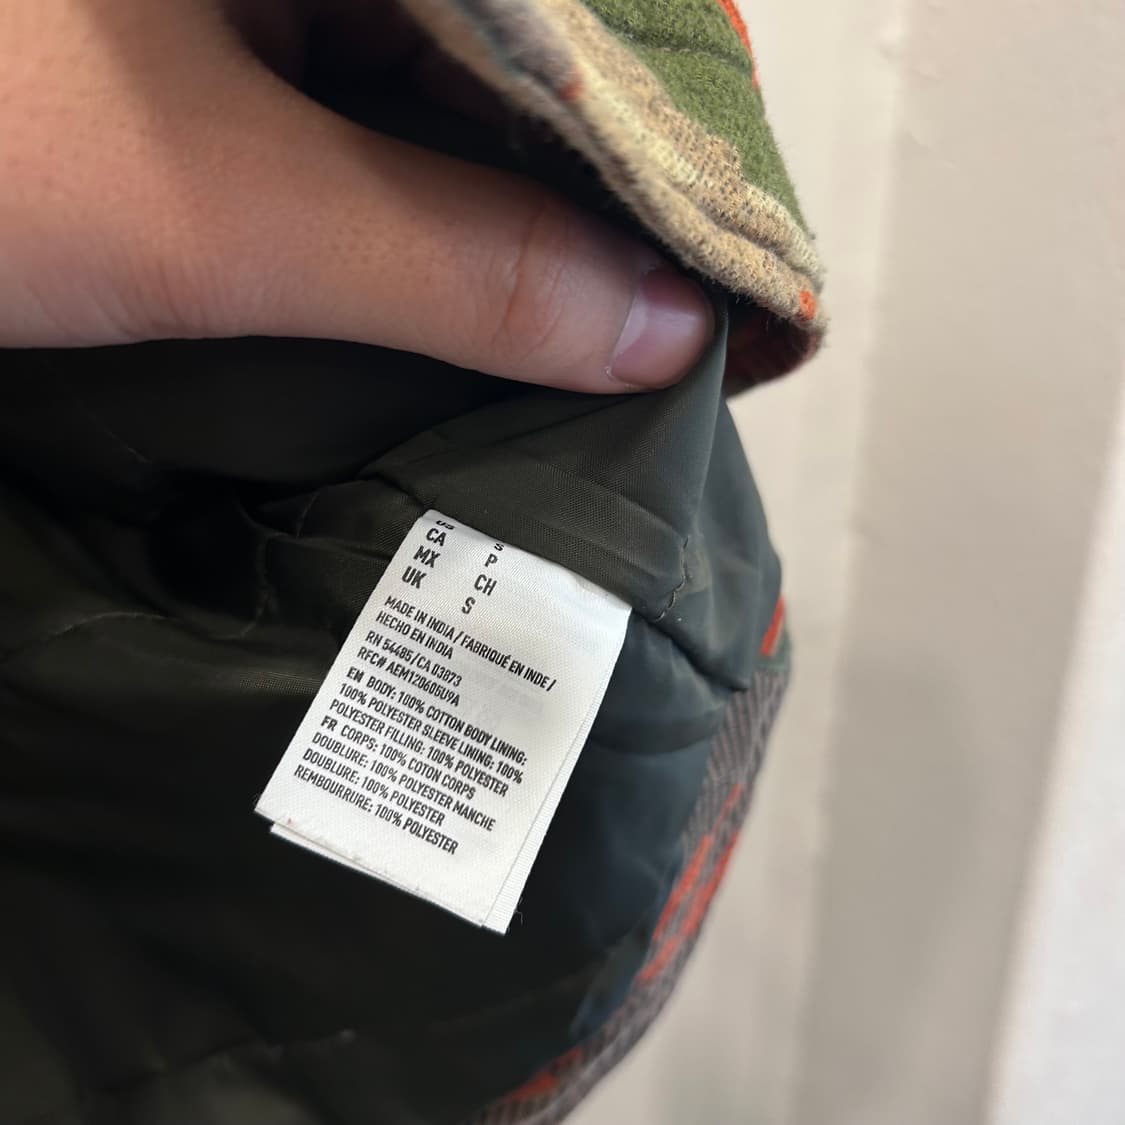 US S
CA P
MX CH
UK S
MADE IN INDIA / FABRIQUÉ EN INDE /
HECHO EN INDIA
RN 54485/CA 03873
RFC# AEM120605U9A
EN BODY: 100% COTTON BODY LINING:
100% POLYESTER SLEEVE LINING: 100%
POLYESTER FILLING: 100% POLYESTER
FR CORPS: 100% COTON CORPS
DOUBLURE: 100% POLYESTER MANCHE
DOUBLURE: 100% POLYESTER
REMBOURRURE: 100% POLYESTER